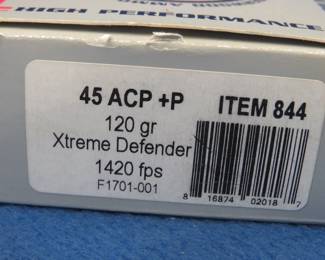 HIGH PERFORMANCE
45 ACP +P ITEM 844
120 gr
Xtreme Defender
1420 fps
F1701-001
8 16874 02018 7